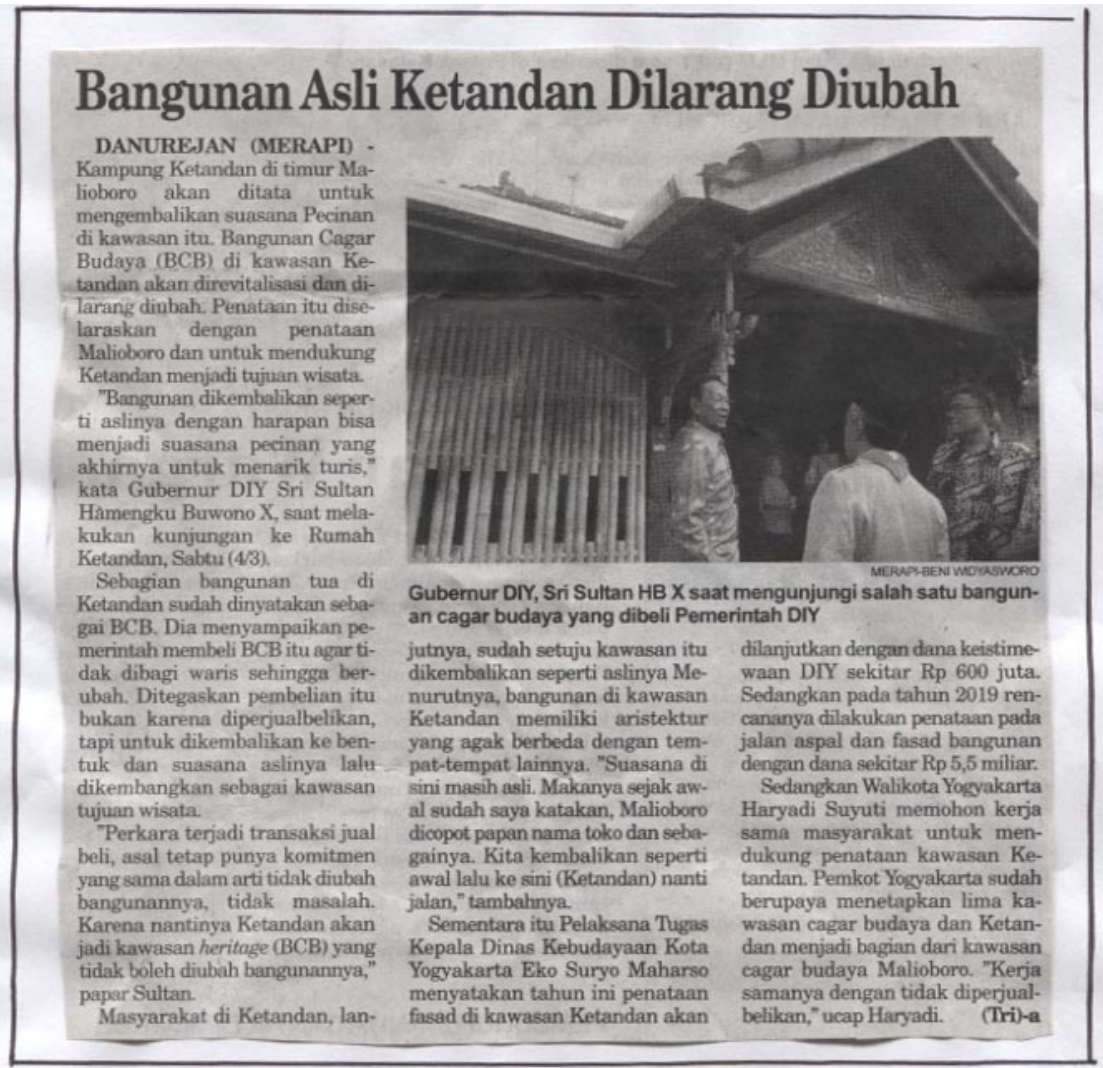 Bangunan Asli Ketandan Dilarang Diubah
DANUREJAN (MERAPI) -
Kampung Ketandan di timur Ma-
lioboro akan ditata untuk
mengembalikan suasana Pecinan
di kawasan itu. Bangunan Cagar
Budaya (BCB) di kawasan Ke-
tandan akan direvitalisasi dan di-
larang diubah. Penataan itu dise-
laraskan dengan penataan
Malioboro dan untuk mendukung
Ketandan menjadi tujuan wisata.
"Bangunan dikembalikan seper-
ti aslinya dengan harapan bisa
menjadi suasana pecinan yang
akhirnya untuk menarik turis,"
kata Gubernur DIY Sri Sultan
Hamengku Buwono X, saat mela-
kukan kunjungan ke Rumah
Ketandan, Sabtu (4/3).
Sebagian bangunan tua di
Ketandan sudah dinyatakan seba-
gai BCB. Dia menyampaikan pe-
merintah membeli BCB itu agar ti-
dak dibagi waris sehingga ber-
ubah. Ditegaskan pembelian itu
bukan karena diperjualbelikan,
tapi untuk dikembalikan ke ben-
tuk dan suasana aslinya lalu
dikembangkan sebagai kawasan
tujuan wisata.
"Perkara terjadi transaksi jual
beli, asal tetap punya komitmen
yang sama dalam arti tidak diubah
bangunannya, tidak masalah.
Karena nantinya Ketandan akan
jadi kawasan heritage (BCB) yang
tidak boleh diubah bangunannya,"
papar Sultan.
Masyarakat di Ketandan, lan-
MERAPI-BENI WIDYASWORO
Gubernur DIY, Sri Sultan HB X saat mengunjungi salah satu bangun-
an cagar budaya yang dibeli Pemerintah DIY
jutnya, sudah setuju kawasan itu
dikembalikan seperti aslinya Me-
nurutnya, bangunan di kawasan
Ketandan memiliki aristektur
yang agak berbeda dengan tem-
pat-tempat lainnya. "Suasana di
sini masih asli. Makanya sejak aw-
al sudah saya katakan, Malioboro
dicopot papan nama toko dan seba-
gainya. Kita kembalikan seperti
awal lalu ke sini (Ketandan) nanti
jalan," tambahnya.
Sementara itu Pelaksana Tugas
Kepala Dinas Kebudayaan Kota
Yogyakarta Eko Suryo Maharso
menyatakan tahun ini penataan
fasad di kawasan Ketandan akan
dilanjutkan dengan dana keistime-
waan DIY sekitar Rp 600 juta.
Sedangkan pada tahun 2019 ren-
cananya dilakukan penataan pada
jalan aspal dan fasad bangunan
dengan dana sekitar Rp 5,5 miliar.
Sedangkan Walikota Yogyakarta
Haryadi Suyuti memohon kerja
sama masyarakat untuk men-
dukung penataan kawasan Ke-
tandan. Pemkot Yogyakarta sudah
berupaya menetapkan lima ka-
wasan cagar budaya dan Ketan-
dan menjadi bagian dari kawasan
cagar budaya Malioboro. "Kerja
samanya dengan tidak diperjual-
belikan," ucap Haryadi. (Tri)-a